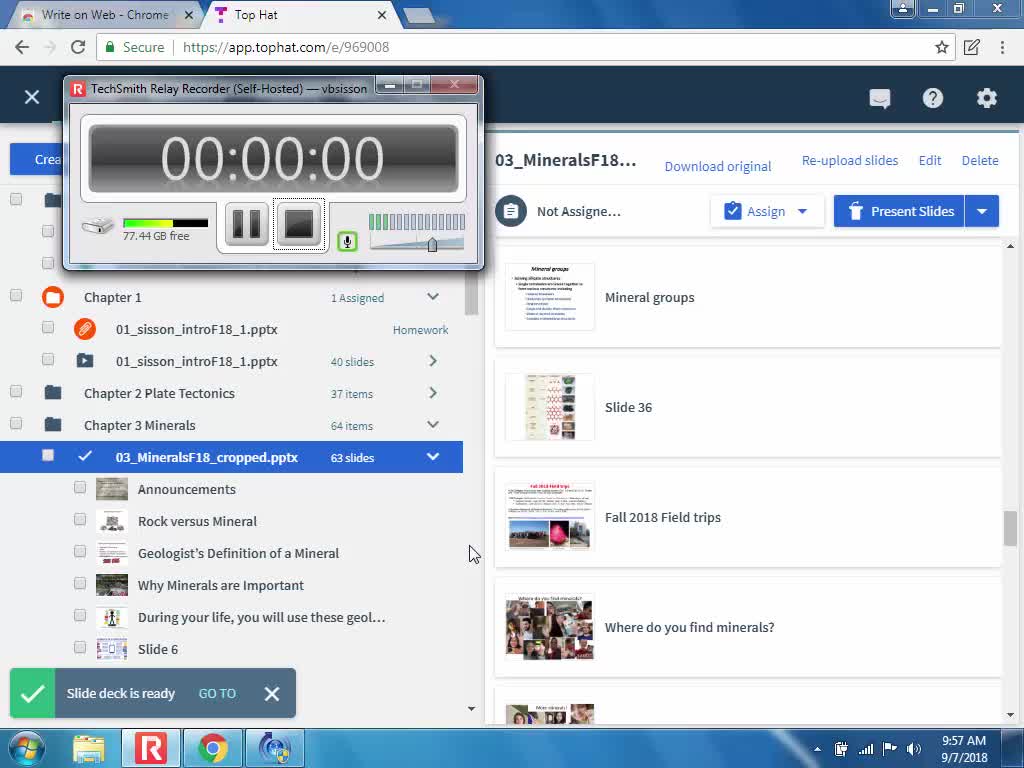 Write on Web - Chrome
Top Hat
Secure
https://app.tophat.com/e/969008
TechSmith Relay Recorder (Self-Hosted) — vbsisson
00:00:00
77.44 GB free
Crea
03_MineralsF18...
Download original
Re-upload slides
Edit
Delete
Not Assigne...
Assign
Present Slides
Chapter 1
1 Assigned
01_sisson_introF18_1.pptx
Homework
01_sisson_introF18_1.pptx
40 slides
Chapter 2 Plate Tectonics
37 items
Chapter 3 Minerals
64 items
03_MineralsF18_cropped.pptx
63 slides
Announcements
Rock versus Mineral
Geologist's Definition of a Mineral
Why Minerals are Important
During your life, you will use these geol...
Slide 6
Slide deck is ready
GO TO
Mineral groups
Mineral groups
Slide 36
Fall 2018 Field trips
Fall 2018 Field trips
Where do you find minerals?
Where do you find minerals?
More minerals!
9:57 AM
9/7/2018